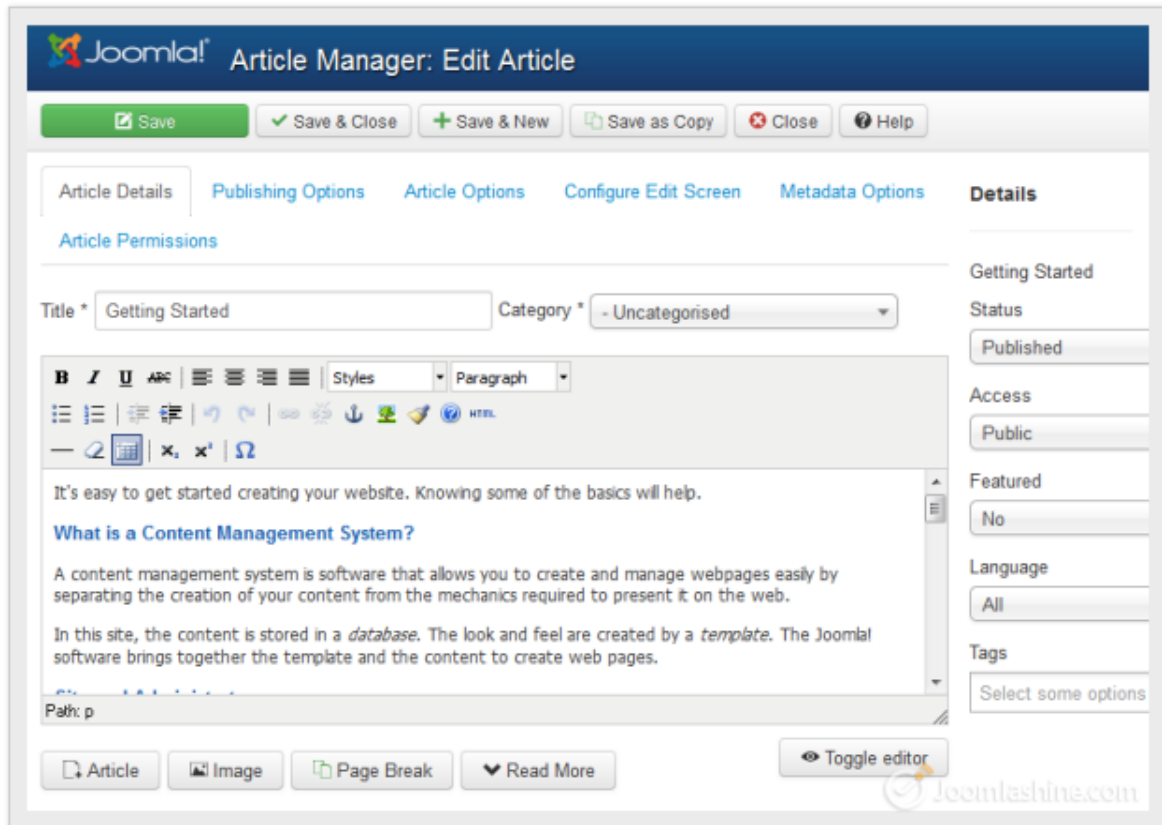 Joomla!® Article Manager: Edit Article
Save Save & Close Save & New Save as Copy Close Help
Article Details Publishing Options Article Options Configure Edit Screen Metadata Options
Article Permissions
Title * Getting Started Category * - Uncategorised
B I U ABC Styles Paragraph
HTML
x₂ x² Ω
It's easy to get started creating your website. Knowing some of the basics will help.
What is a Content Management System?
A content management system is software that allows you to create and manage webpages easily by
separating the creation of your content from the mechanics required to present it on the web.
In this site, the content is stored in a database. The look and feel are created by a template. The Joomla!
software brings together the template and the content to create web pages.
Path: p
Article Image Page Break Read More Toggle editor
Details
Getting Started
Status
Published
Access
Public
Featured
No
Language
All
Tags
Select some options
Joomlashine.com